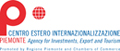 CENTRO ESTERO INTERNAZIONALIZZAZIONE
PIEMONTE Agency for Investments, Export and Tourism
Promoted by Regione Piemonte and Chambers of Commerce